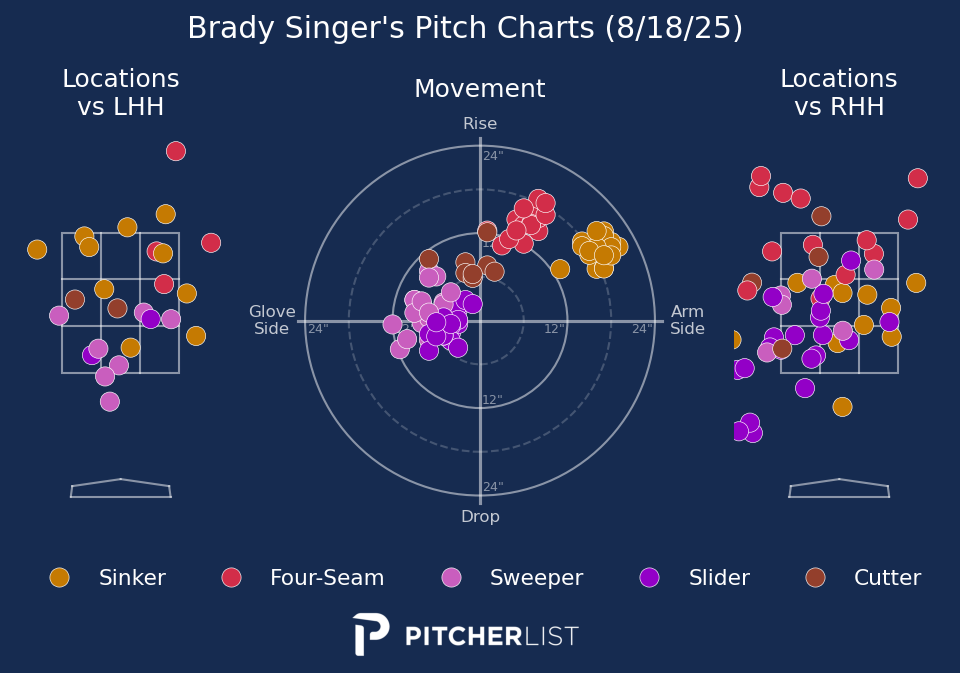 Brady Singer's Pitch Charts (8/18/25)
Locations
vs LHH
Movement
Locations
vs RHH
Rise
24"
Glove
Side
24"
12"
24"
Arm
Side
12"
24"
Drop
Sinker
Four-Seam
Sweeper
Slider
Cutter
PITCHERLIST